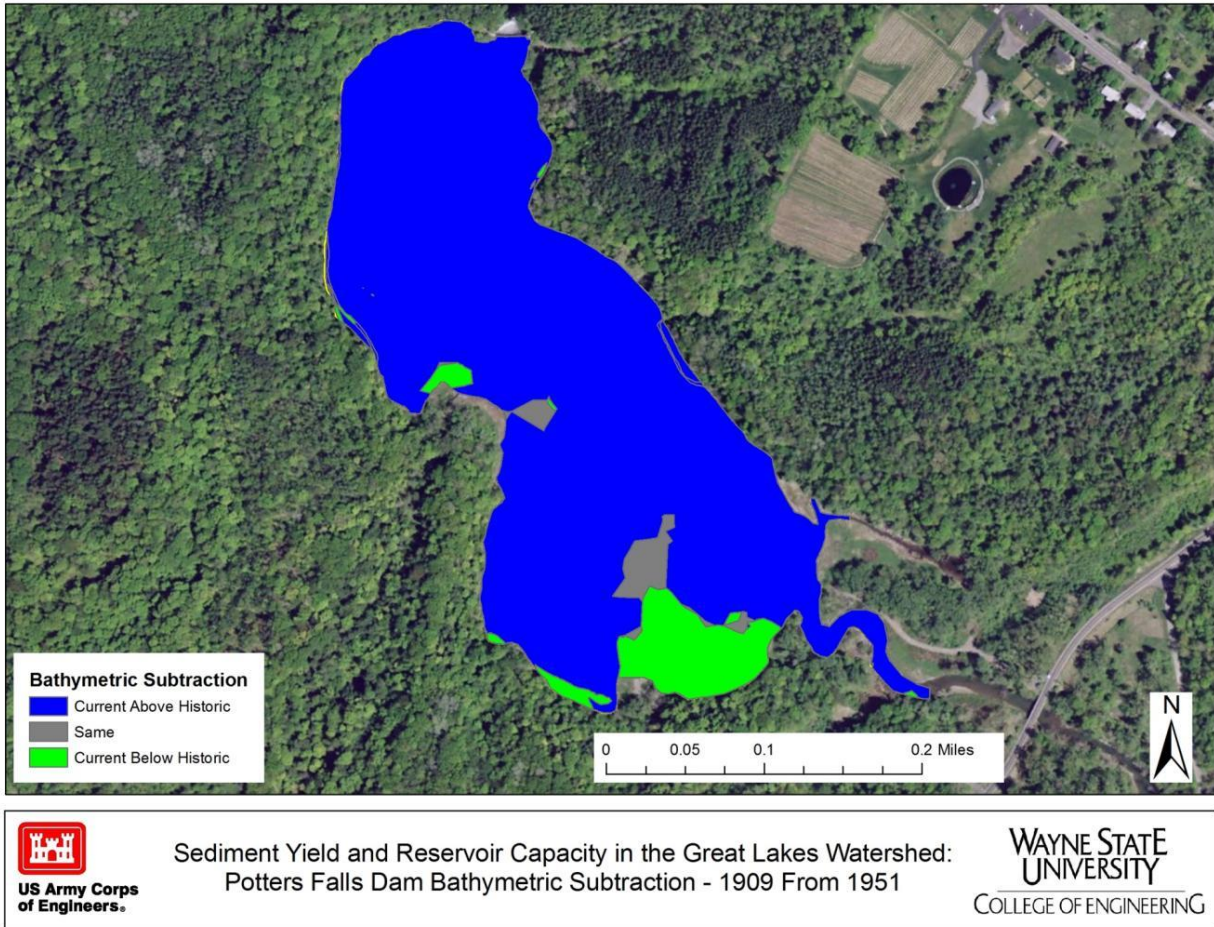 Bathymetric Subtraction
Current Above Historic
Same
Current Below Historic
0 0.05 0.1 0.2 Miles
N
US Army Corps
of Engineers®
Sediment Yield and Reservoir Capacity in the Great Lakes Watershed:
Potters Falls Dam Bathymetric Subtraction - 1909 From 1951
WAYNE STATE
UNIVERSITY
COLLEGE OF ENGINEERING